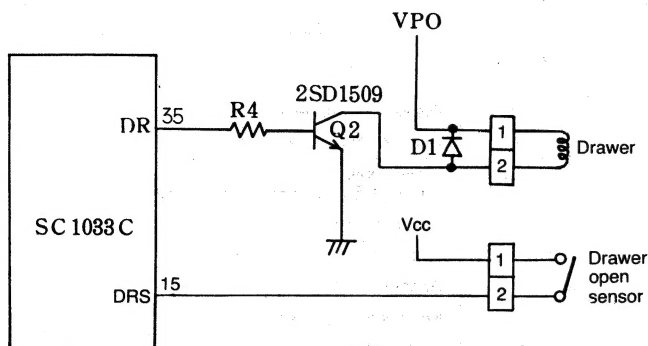 VPO
2SD1509
DR
35
R4
Q2
D1
1
2
Drawer
SC1033C
Vcc
1
2
Drawer
open
sensor
DRS
15